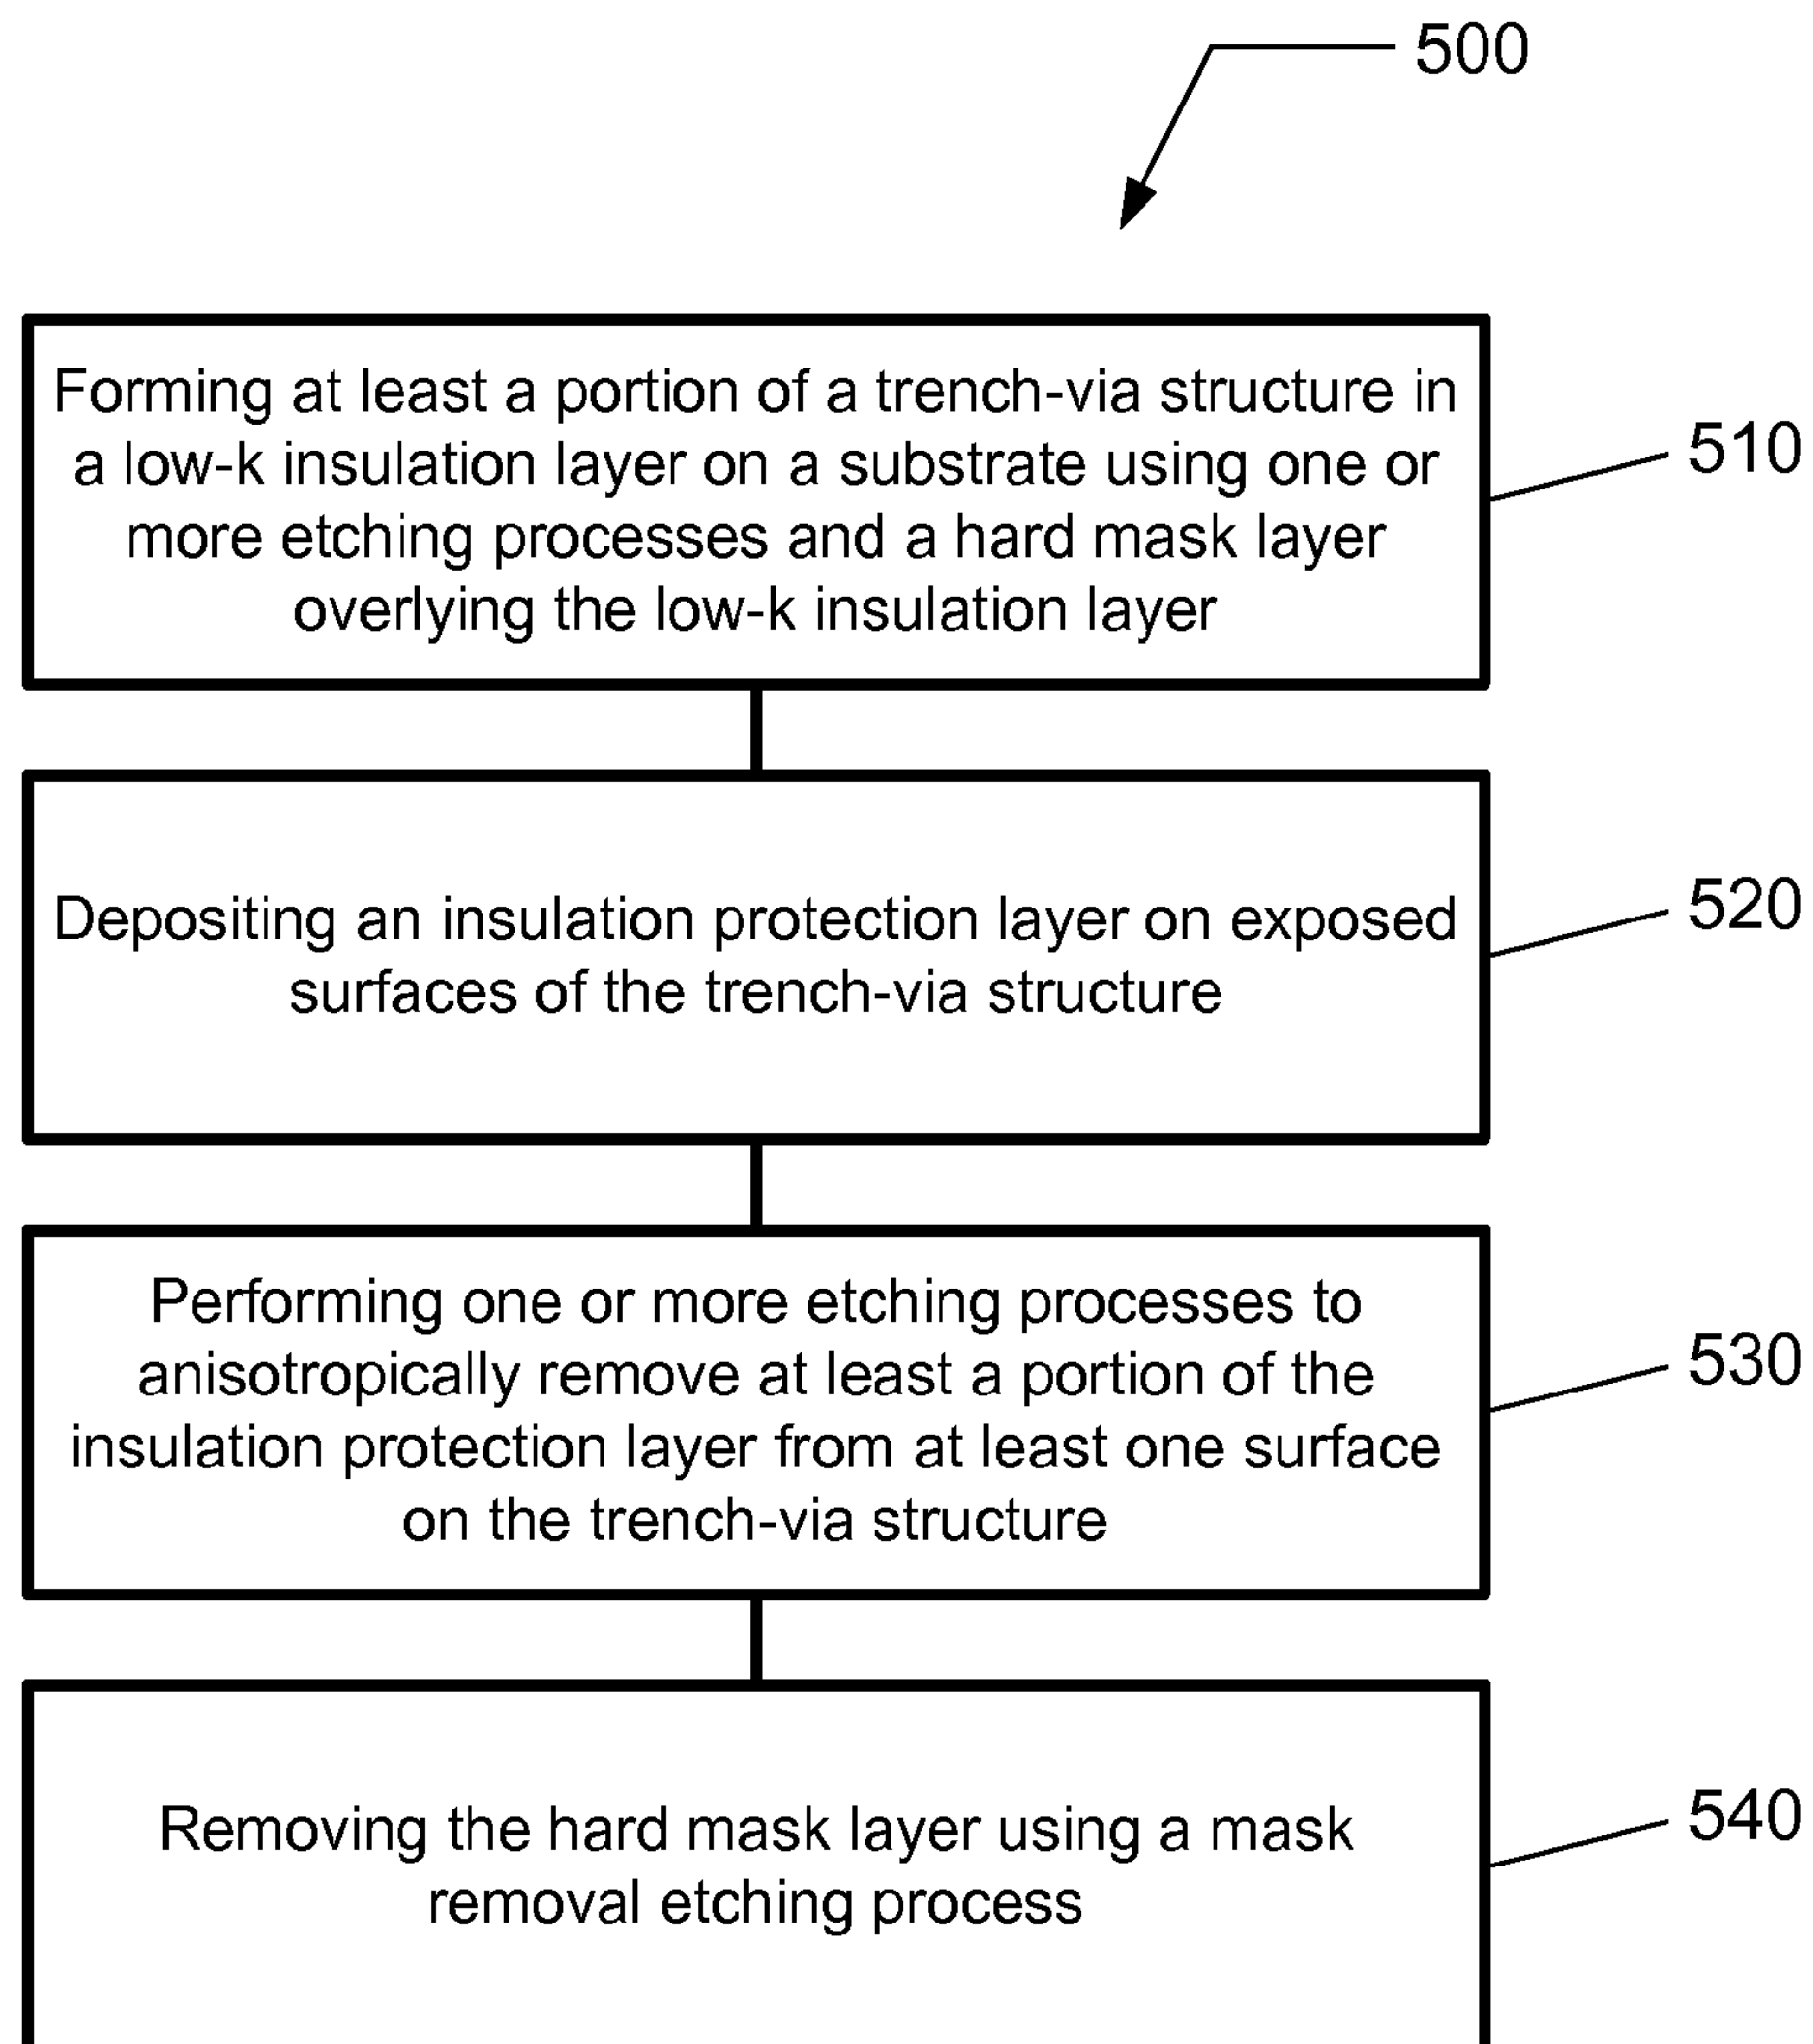 500
Forming at least a portion of a trench-via structure in
a low-k insulation layer on a substrate using one or
more etching processes and a hard mask layer
overlying the low-k insulation layer
510
Depositing an insulation protection layer on exposed
surfaces of the trench-via structure
520
Performing one or more etching processes to
anisotropically remove at least a portion of the
insulation protection layer from at least one surface
on the trench-via structure
530
Removing the hard mask layer using a mask
removal etching process
540